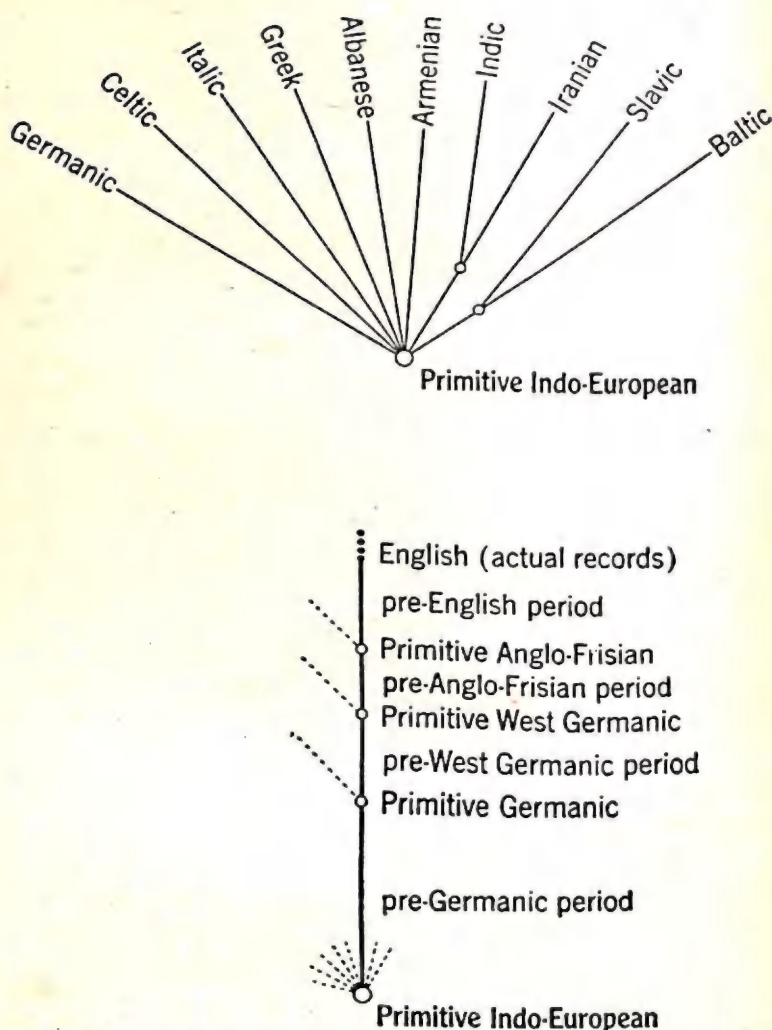 Germanic
Celtic
Italic
Greek
Albanese
Armenian
Indic
Iranian
Slavic
Baltic
Primitive Indo-European
English (actual records)
pre-English period
Primitive Anglo-Frisian
pre-Anglo-Frisian period
Primitive West Germanic
pre-West Germanic period
Primitive Germanic
pre-Germanic period
Primitive Indo-European